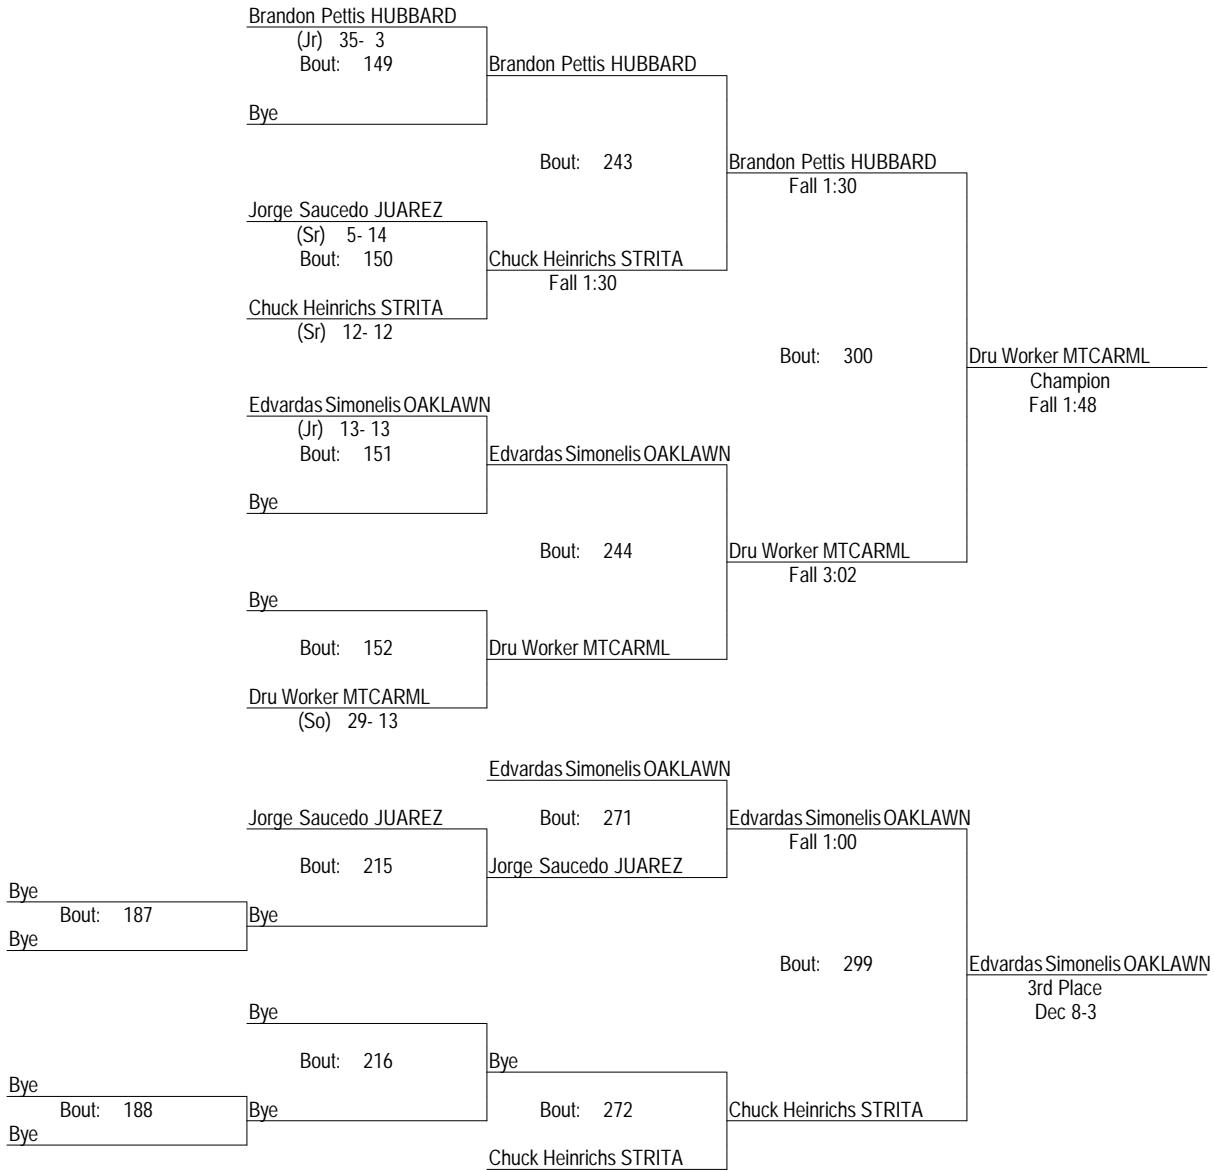 Brandon Pettis HUBBARD
(Jr) 35- 3
Bout: 149
Brandon Pettis HUBBARD
Bye
Bout: 243
Brandon Pettis HUBBARD
Fall 1:30
Jorge Saucedo JUAREZ
(Sr) 5- 14
Bout: 150
Chuck Heinrichs STRITA
Fall 1:30
Chuck Heinrichs STRITA
(Sr) 12- 12
Bout: 300
Dru Worker MTCARML
Champion
Fall 1:48
Edvardas Simonelis OAKLAWN
(Jr) 13- 13
Bout: 151
Edvardas Simonelis OAKLAWN
Bye
Bout: 244
Dru Worker MTCARML
Fall 3:02
Bye
Bout: 152
Dru Worker MTCARML
Dru Worker MTCARML
(So) 29- 13
Edvardas Simonelis OAKLAWN
Jorge Saucedo JUAREZ
Bout: 271
Edvardas Simonelis OAKLAWN
Fall 1:00
Bout: 215
Jorge Saucedo JUAREZ
Bye
Bout: 187
Bye
Bye
Bout: 299
Edvardas Simonelis OAKLAWN
3rd Place
Dec 8-3
Bye
Bout: 216
Bye
Bye
Bout: 188
Bye
Bout: 272
Chuck Heinrichs STRITA
Bye
Chuck Heinrichs STRITA